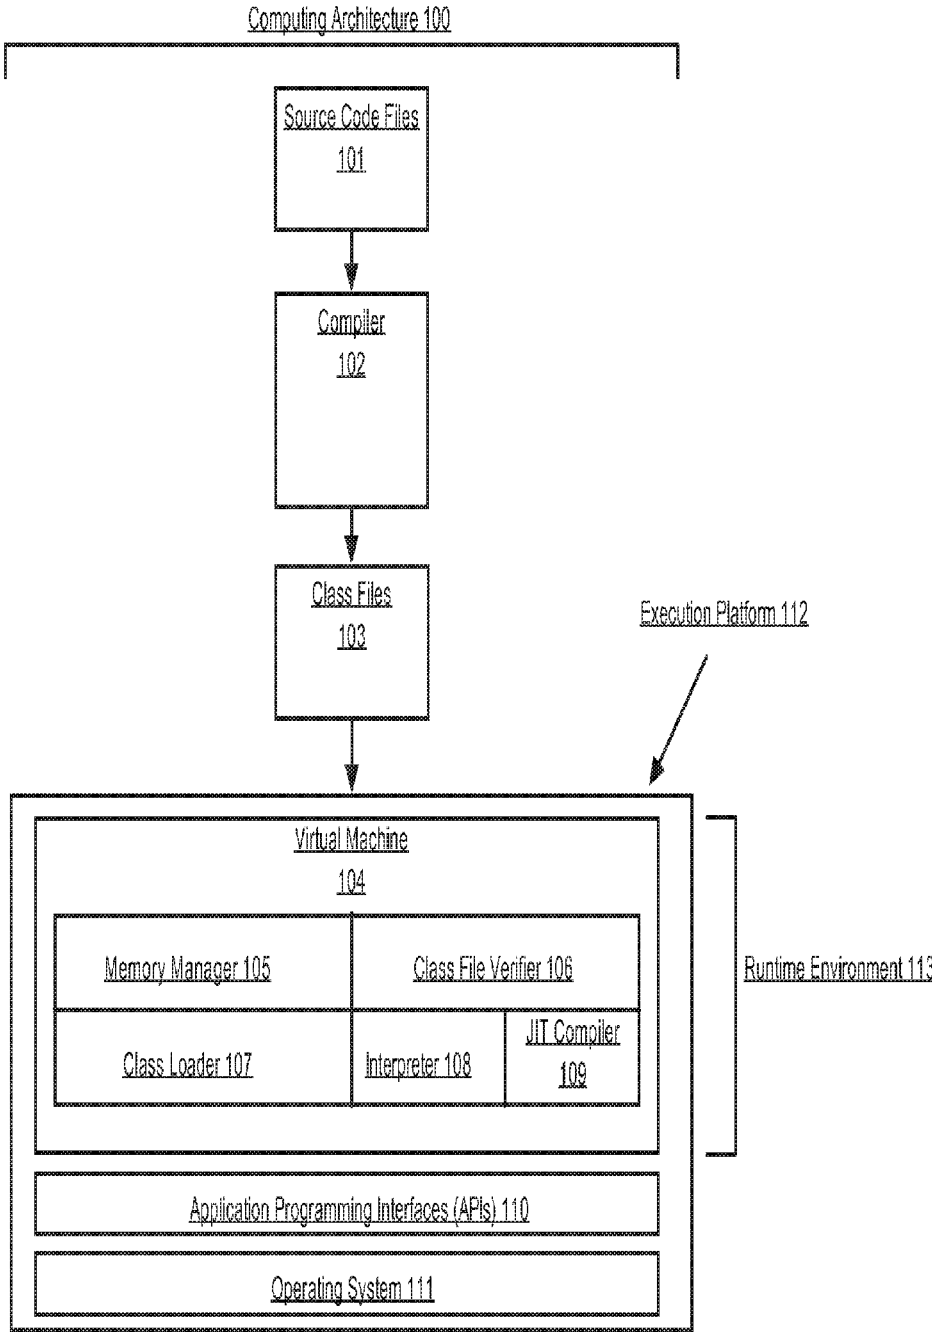 Computing Architecture 100
Source Code Files
101
Compiler
102
Class Files
103
Execution Platform 112
Virtual Machine
104
Memory Manager 105
Class File Verifier 106
Runtime Environment 113
Class Loader 107
Interpreter 108
JIT Compiler
109
Application Programming Interfaces (APIs) 110
Operating System 111